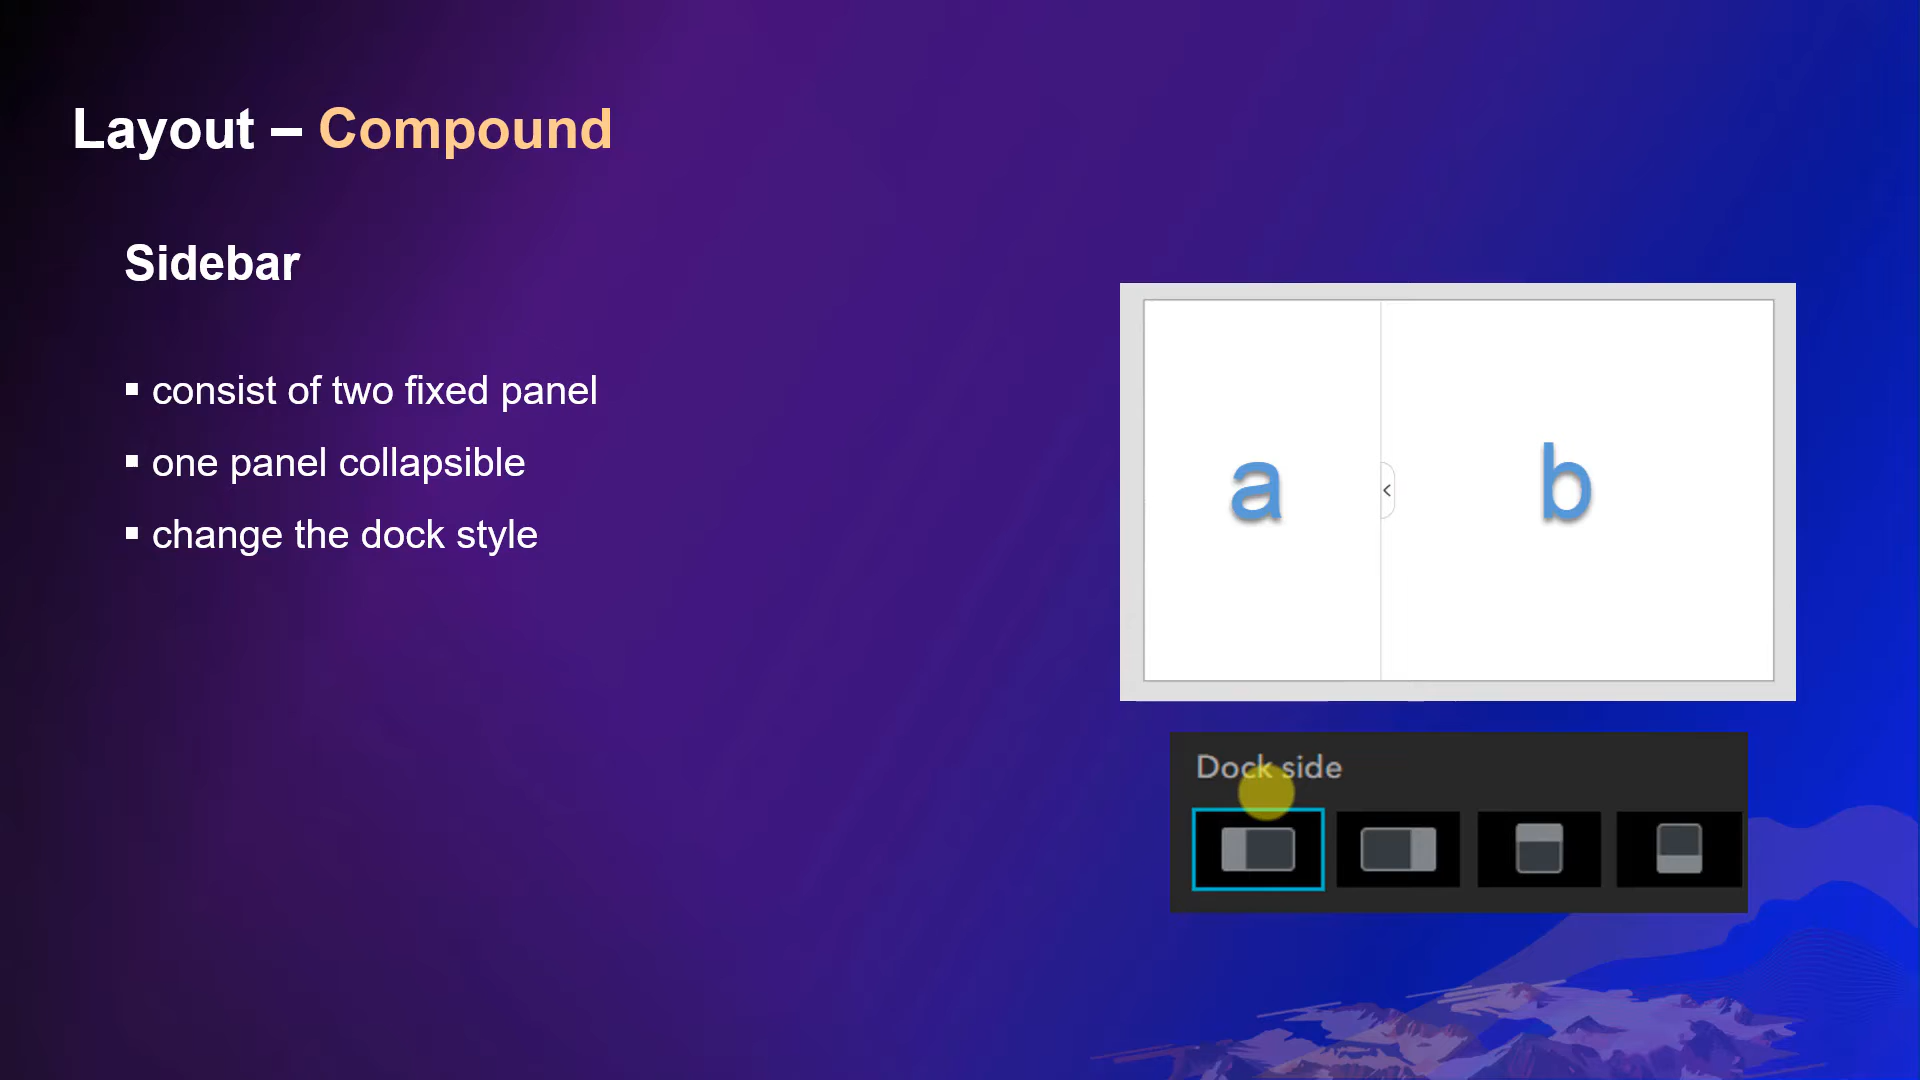 Layout – Compound
Sidebar
▪ consist of two fixed panel
▪ one panel collapsible
▪ change the dock style
a b
Dock side